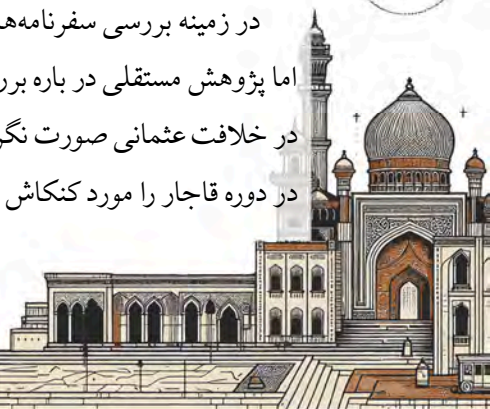 در زمینه بررسی سفرنامه‌ها
اما پژوهش مستقلی در باره برر
در خلافت عثمانی صورت نگر
در دوره قاجار را مورد کنکاش